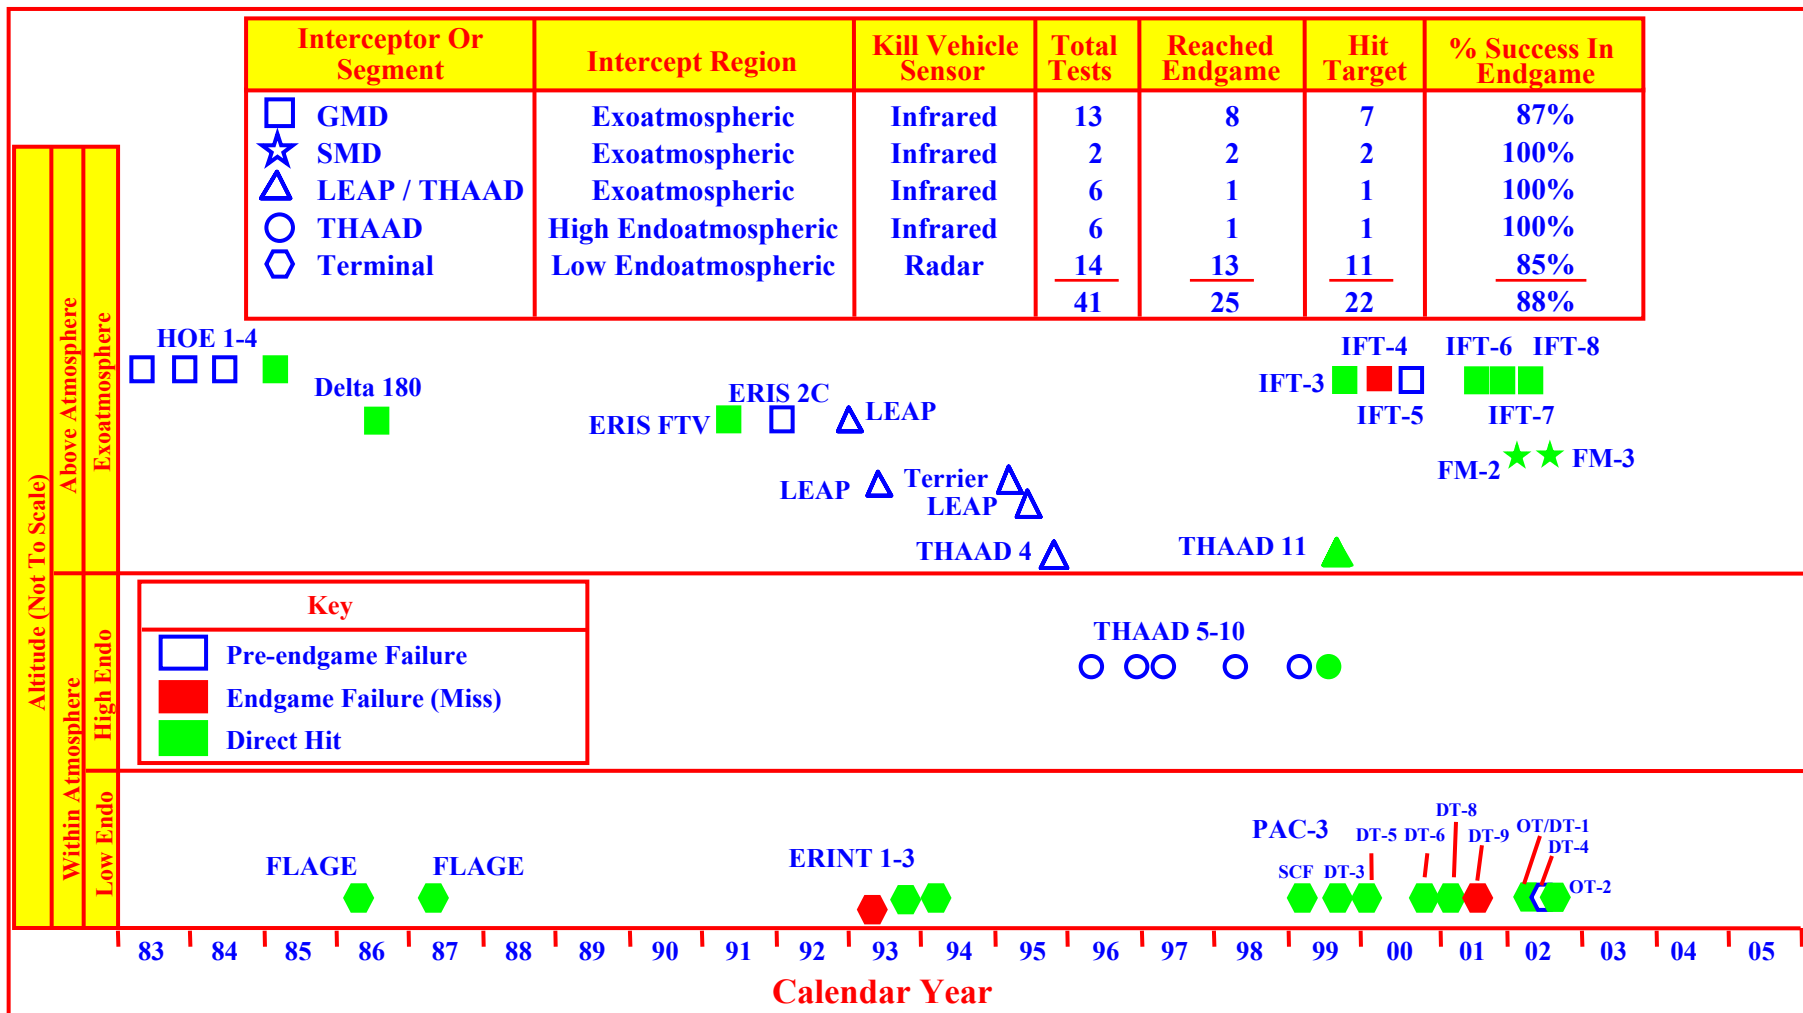 Interceptor Or Segment
Intercept Region
Kill Vehicle Sensor
Total Tests
Reached Endgame
Hit Target
% Success In Endgame
GMD Exoatmospheric Infrared 13 8 7 87%
SMD Exoatmospheric Infrared 2 2 2 100%
LEAP / THAAD Exoatmospheric Infrared 6 1 1 100%
THAAD High Endoatmospheric Infrared 6 1 1 100%
Terminal Low Endoatmospheric Radar 14 13 11 85%
41 25 22 88%
Altitude (Not To Scale)
Above Atmosphere
Exoatmosphere
Within Atmosphere
High Endo
Low Endo
HOE 1-4
Delta 180
ERIS FTV
ERIS 2C
LEAP
LEAP
Terrier
LEAP
THAAD 4
THAAD 11
IFT-3
IFT-4
IFT-5
IFT-6
IFT-7
IFT-8
FM-2
FM-3
Key
Pre-endgame Failure
Endgame Failure (Miss)
Direct Hit
THAAD 5-10
FLAGE
FLAGE
ERINT 1-3
PAC-3
SCF
DT-3
DT-5
DT-6
DT-8
DT-9
OT/DT-1
DT-4
OT-2
83 84 85 86 87 88 89 90 91 92 93 94 95 96 97 98 99 00 01 02 03 04 05
Calendar Year